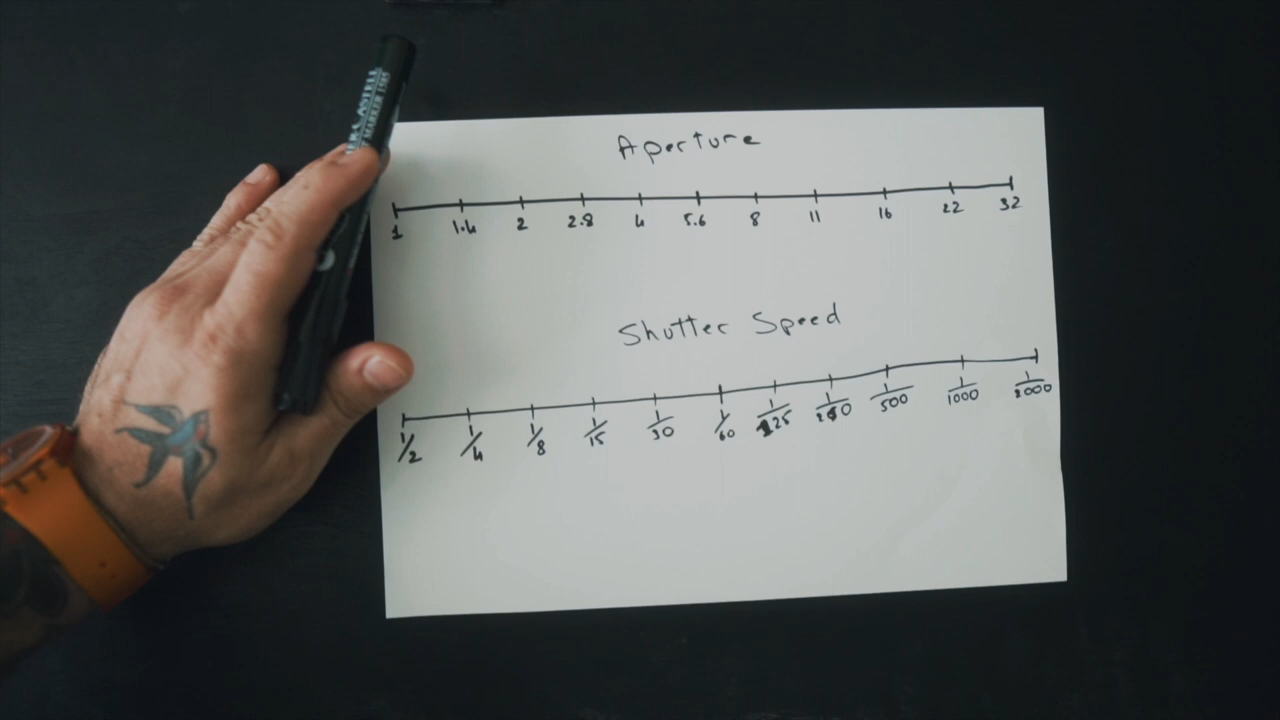 Aperture
1 1.4 2 2.8 4 5.6 8 11 16 22 32
Shutter Speed
1/2 1/4 1/8 1/15 1/30 1/60 1/125 1/250 1/500 1/1000 1/2000
CASTELL
MARKER